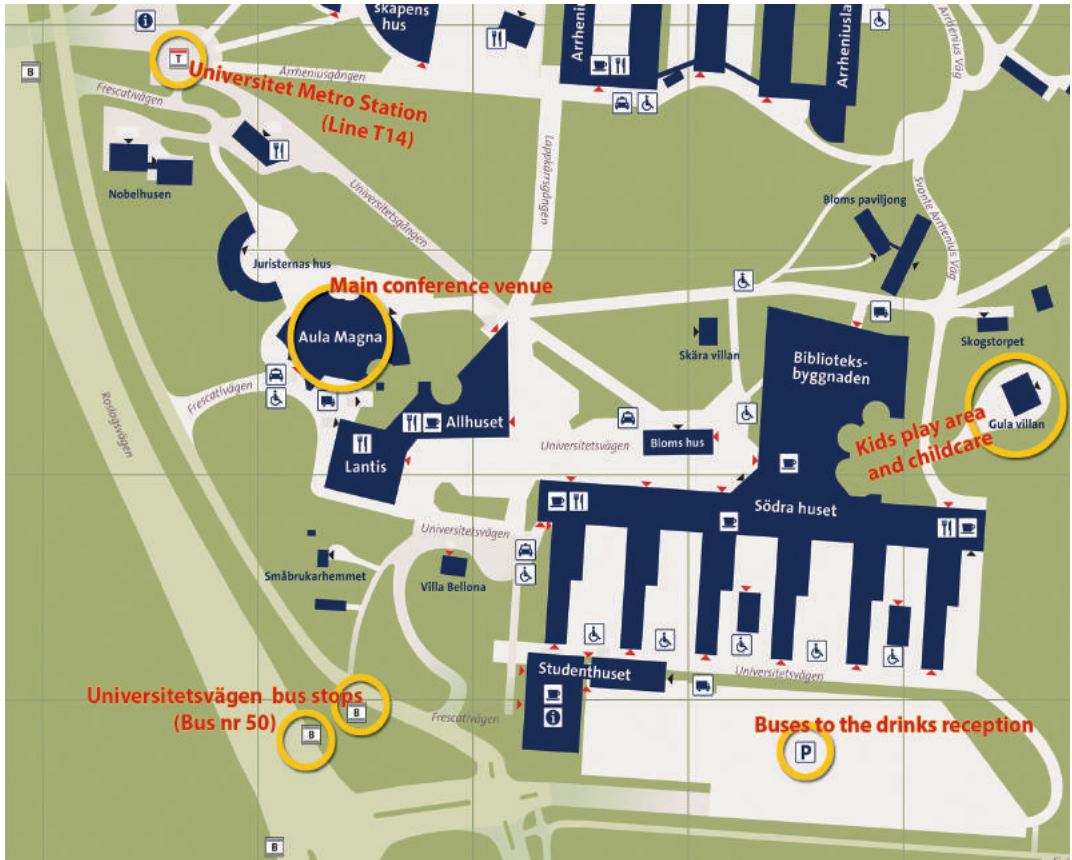 skapens
hus
Arrheniusla
Arrhenius Väg
B
T
Arrheniusgången
Universitet Metro Station
(Line T14)
Frescativägen
Nobelhusen
Universitetsgången
Lappkärrsgången
Svante Arrhenius Väg
Bloms paviljong
Juristernas hus
Main conference venue
Aula Magna
Skära villan
Biblioteks-
byggnaden
Skogstorpet
Gula villan
Kids play area
and childcare
Frescativägen
Roslagsvägen
Allhuset
Lantis
Universitetsvägen
Bloms hus
Södra huset
Universitetsvägen
Småbrukarhemmet
Villa Bellona
Studenthuset
Universitetsvägen
Universitetsvägen bus stops
(Bus nr 50)
B
B
Frescativägen
Buses to the drinks reception
P
B